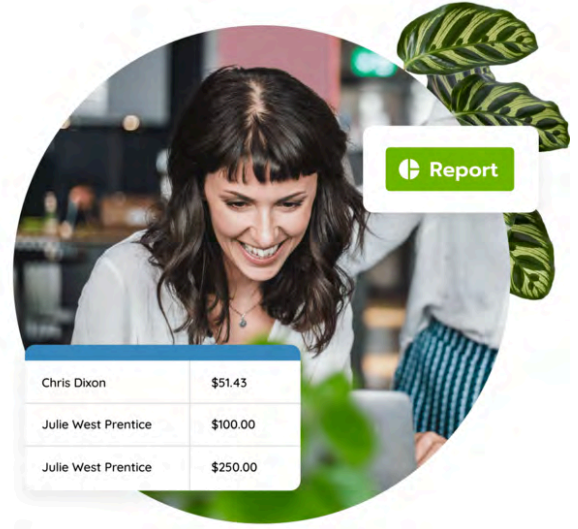 Report
Chris Dixon $51.43
Julie West Prentice $100.00
Julie West Prentice $250.00